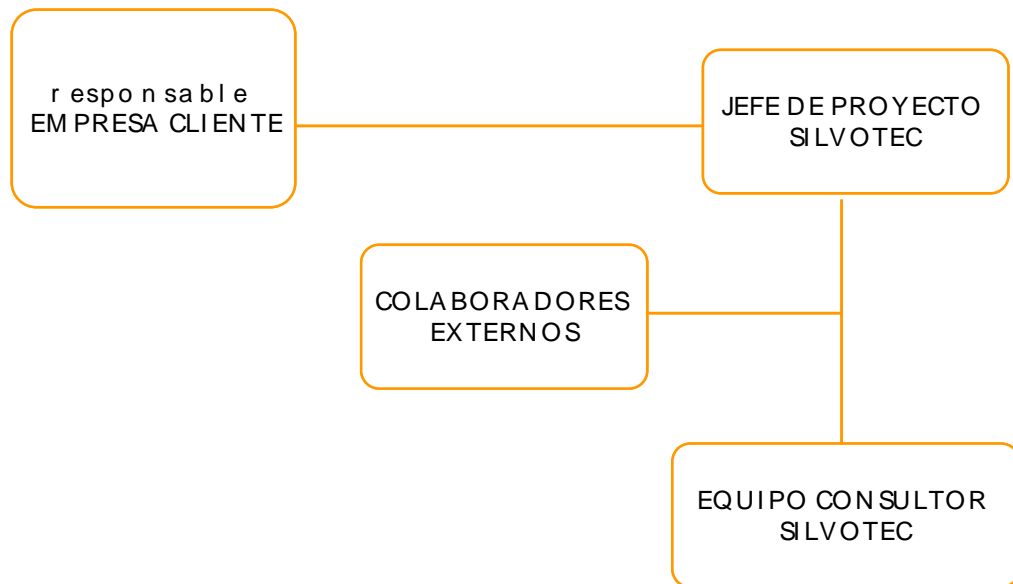 responsable
EMPRESA CLIENTE
JEFE DE PROYECTO
SILVOTEC
COLABORADORES
EXTERNOS
EQUIPO CONSULTOR
SILVOTEC